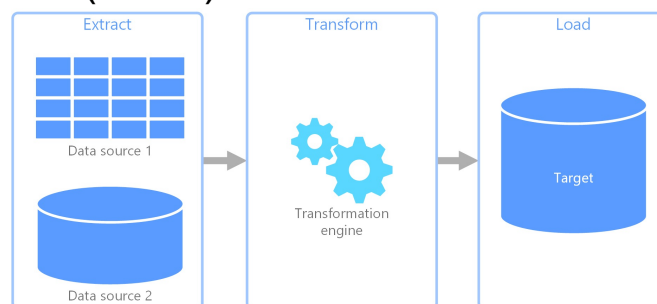 Extract
Transform
Load
Data source 1
Target
Transformation
engine
Data source 2